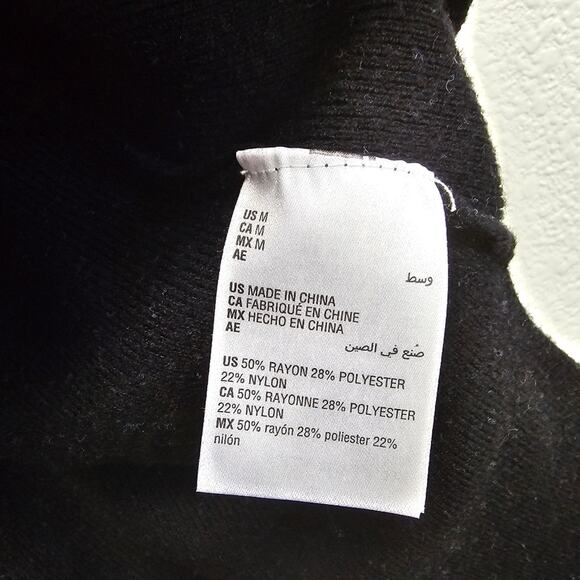 US M
CA M
MX M
AE
وسط
US MADE IN CHINA
CA FABRIQUÉ EN CHINE
MX HECHO EN CHINA
AE
صُنع في الصين
US 50% RAYON 28% POLYESTER
22% NYLON
CA 50% RAYONNE 28% POLYESTER
22% NYLON
MX 50% rayón 28% poliester 22%
nilón